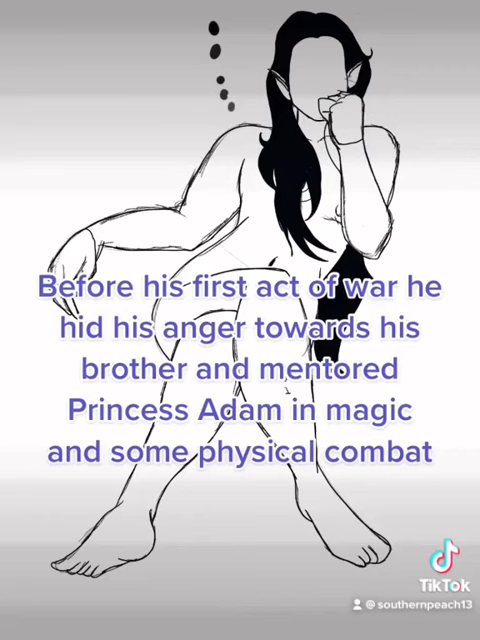 Before his first act of war he
hid his anger towards his
brother and mentored
Princess Adam in magic
and some physical combat
TikTok
@ southernpeach13